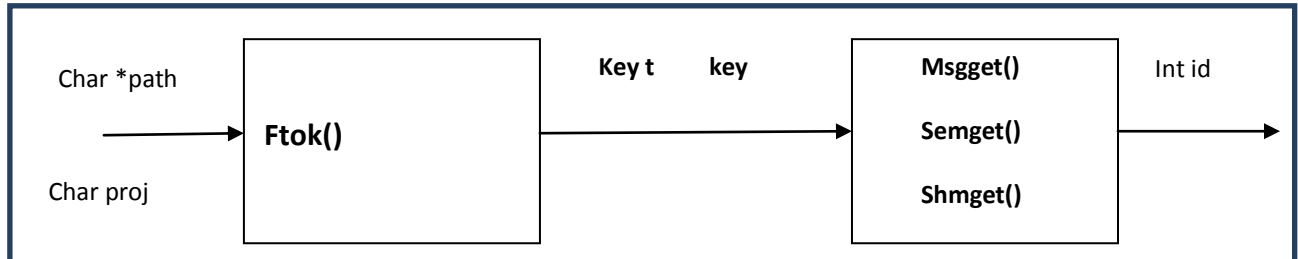 Char *path
Char proj
Ftok()
Key t key
Msgget()
Semget()
Shmget()
Int id